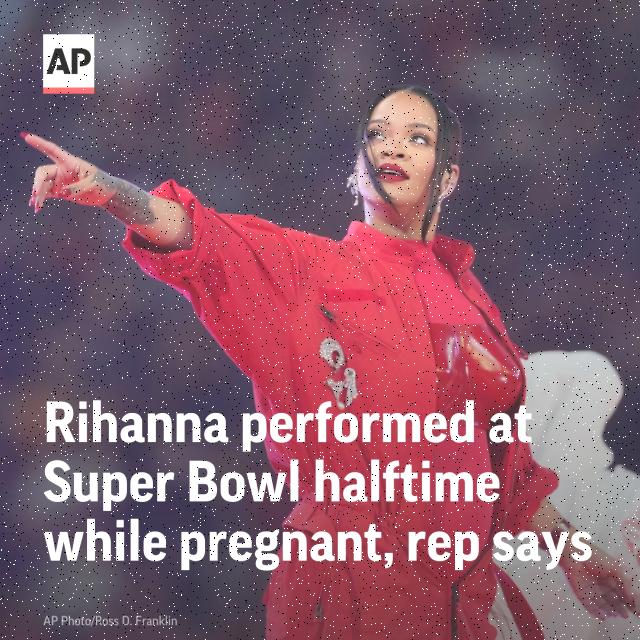 AP
Rihanna performed at
Super Bowl halftime
while pregnant, rep says
AP Photo/Ross D. Franklin